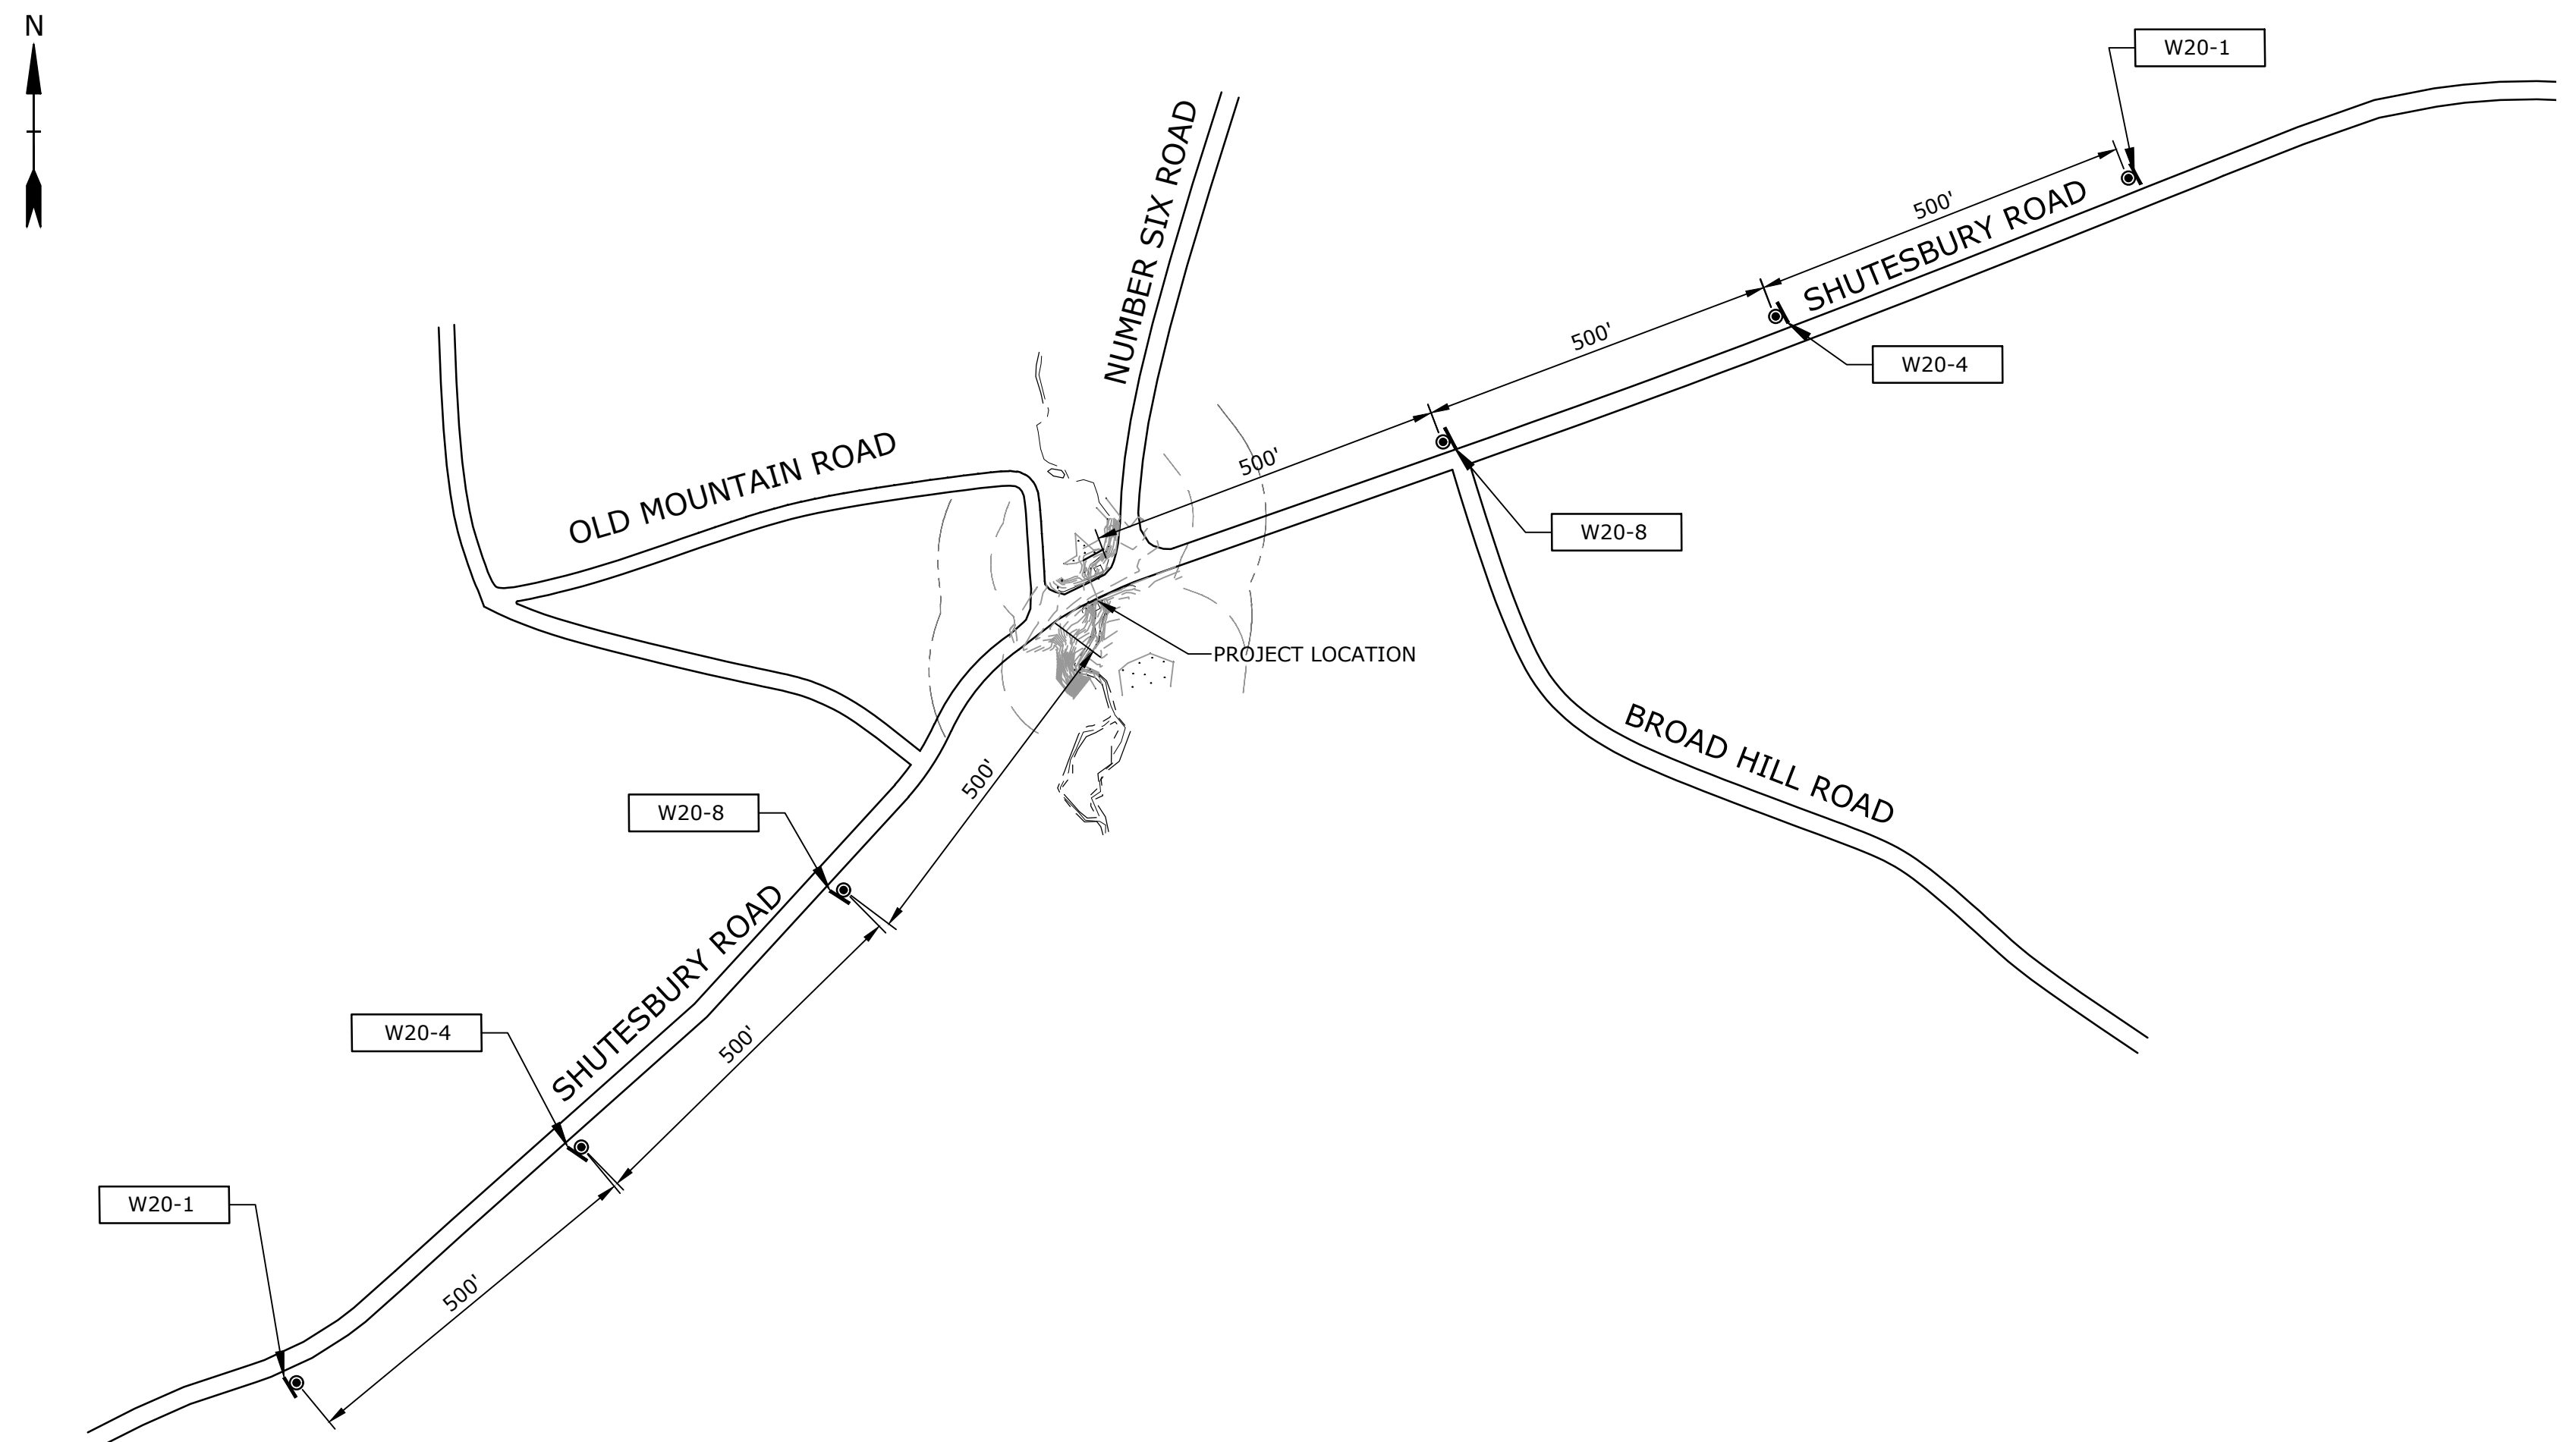 N
W20-1
NUMBER SIX ROAD
500'
SHUTESBURY ROAD
500'
W20-4
OLD MOUNTAIN ROAD
500'
W20-8
PROJECT LOCATION
BROAD HILL ROAD
500'
W20-8
SHUTESBURY ROAD
500'
W20-4
W20-1
500'